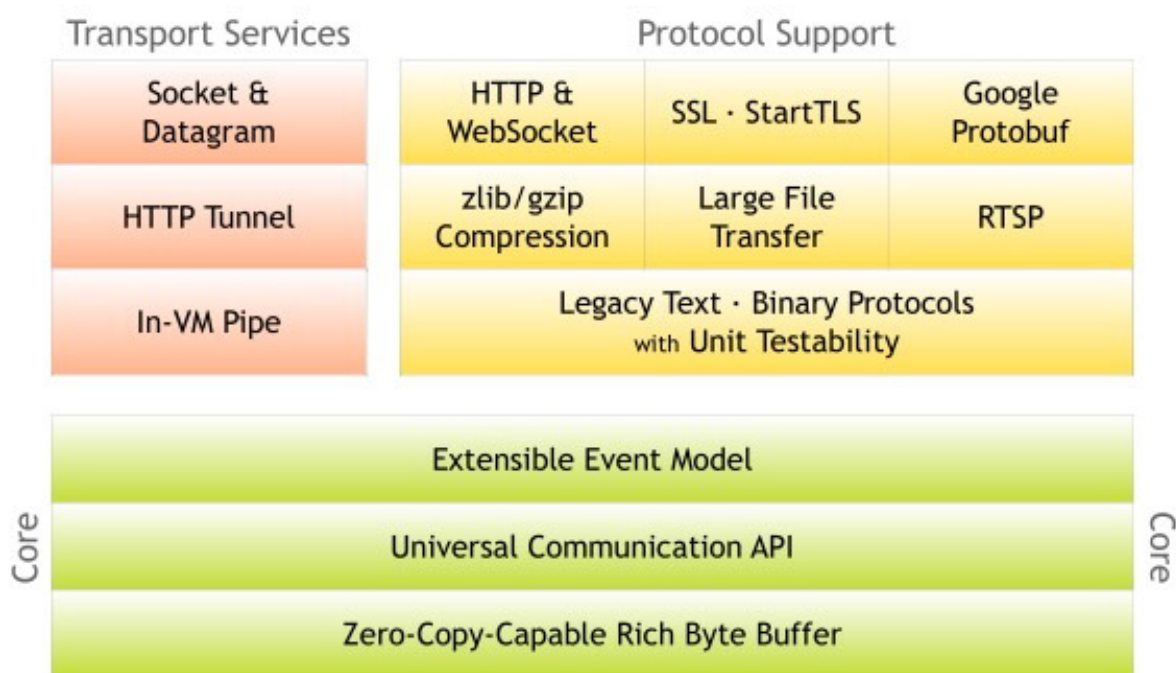 Transport Services
Socket &
Datagram
HTTP Tunnel
In-VM Pipe
Protocol Support
HTTP &
WebSocket
SSL · StartTLS
Google
Protobuf
zlib/gzip
Compression
Large File
Transfer
RTSP
Legacy Text · Binary Protocols
with Unit Testability
Core
Extensible Event Model
Universal Communication API
Zero-Copy-Capable Rich Byte Buffer
Core